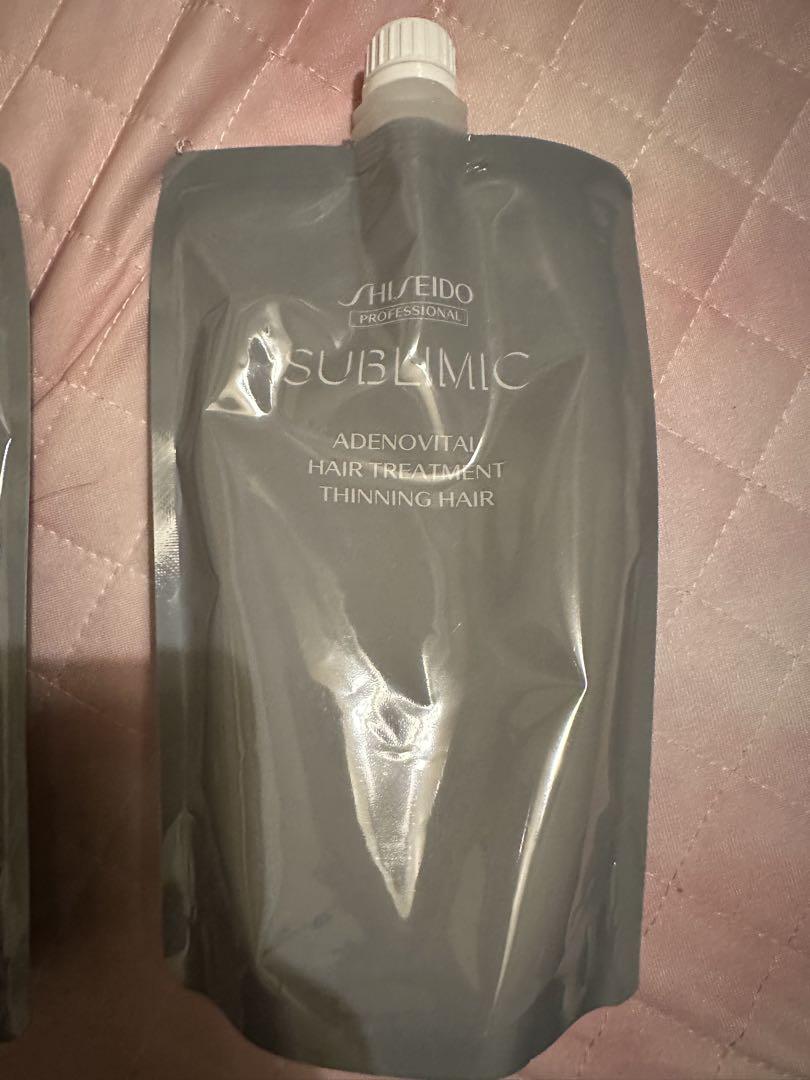 SHISEIDO
PROFESSIONAL
SUBLIMIC
ADENOVITAL
HAIR TREATMENT
THINNING HAIR